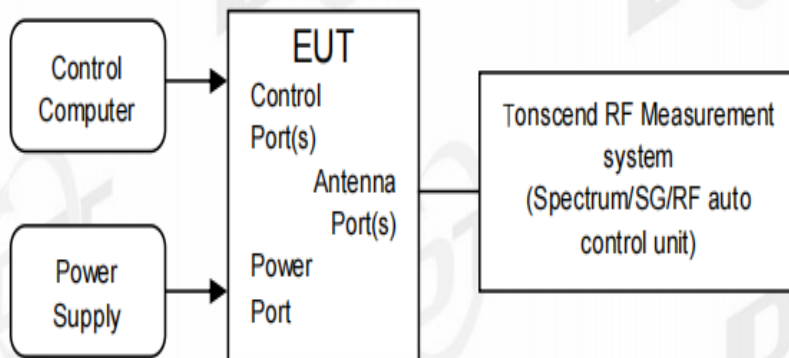 Control
Computer
EUT
Control
Port(s)
Antenna
Port(s)
Power
Port
Power
Supply
Tonscend RF Measurement
system
(Spectrum/SG/RF auto
control unit)